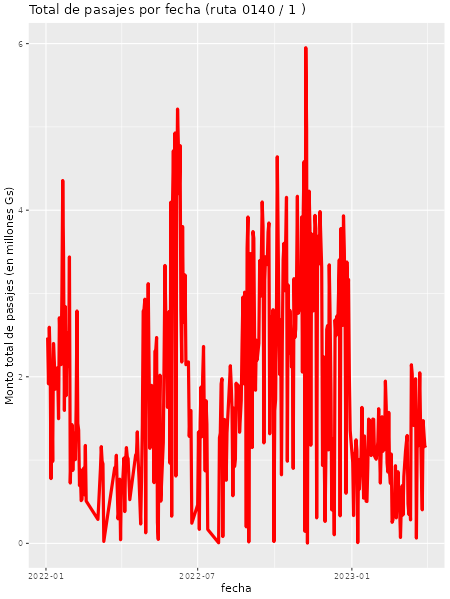 Total de pasajes por fecha (ruta 0140 / 1 )
Monto total de pasajes (en millones Gs)
6
4
2
0
2022-01
2022-07
2023-01
fecha